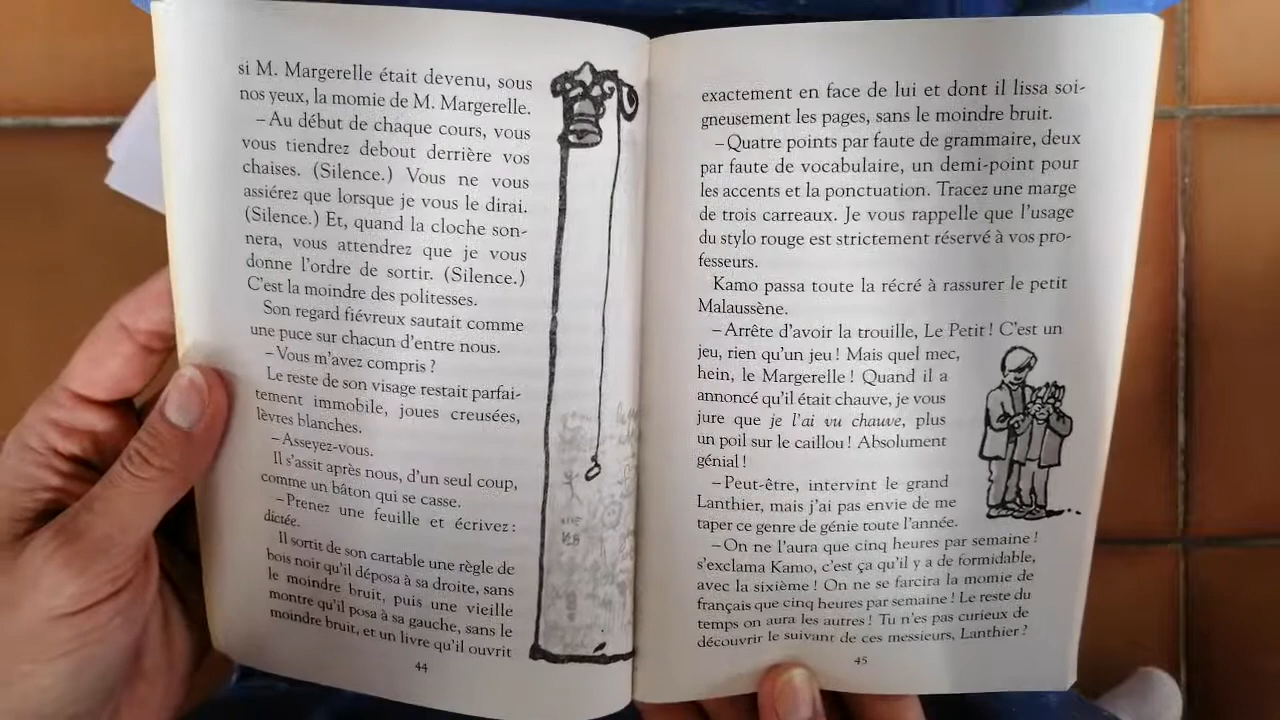 si M. Margerelle était devenu, sous
nos yeux, la momie de M. Margerelle.
– Au début de chaque cours, vous
vous tiendrez debout derrière vos
chaises. (Silence.) Vous ne vous
assiérez que lorsque je vous le dirai.
(Silence.) Et, quand la cloche son-
nera, vous attendrez que je vous
donne l'ordre de sortir. (Silence.)
C'est la moindre des politesses.
Son regard fiévreux sautait comme
une puce sur chacun d'entre nous.
– Vous m'avez compris ?
Le reste de son visage restait parfai-
tement immobile, joues creusées,
lèvres blanches.
– Asseyez-vous.
Il s'assit après nous, d'un seul coup,
comme un bâton qui se casse.
– Prenez une feuille et écrivez :
dictée.
Il sortit de son cartable une règle de
bois noir qu'il déposa à sa droite, sans
le moindre bruit, puis une vieille
montre qu'il posa à sa gauche, sans le
moindre bruit, et un livre qu'il ouvrit
44
exactement en face de lui et dont il lissa soi-
gneusement les pages, sans le moindre bruit.
– Quatre points par faute de grammaire, deux
par faute de vocabulaire, un demi-point pour
les accents et la ponctuation. Tracez une marge
de trois carreaux. Je vous rappelle que l'usage
du stylo rouge est strictement réservé à vos pro-
fesseurs.
Kamo passa toute la récré à rassurer le petit
Malaussène.
– Arrête d'avoir la trouille, Le Petit ! C'est un
jeu, rien qu'un jeu ! Mais quel mec,
hein, le Margerelle ! Quand il a
annoncé qu'il était chauve, je vous
jure que je l'ai vu chauve, plus
un poil sur le caillou ! Absolument
génial !
– Peut-être, intervint le grand
Lanthier, mais j'ai pas envie de me
taper ce genre de génie toute l'année.
– On ne l'aura que cinq heures par semaine !
s'exclama Kamo, c'est ça qu'il y a de formidable,
avec la sixième ! On ne se farcira la momie de
français que cinq heures par semaine ! Le reste du
temps on aura les autres ! Tu n'es pas curieux de
découvrir le suivant de ces messieurs, Lanthier ?
45